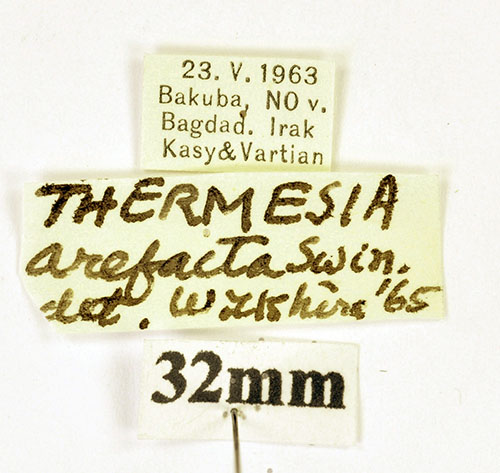 23. V. 1963
Bakuba, NO v.
Bagdad. Irak
Kasy&Vartian
THERMESIA
arefacta Swin.
det. Wiltshire '65
32mm